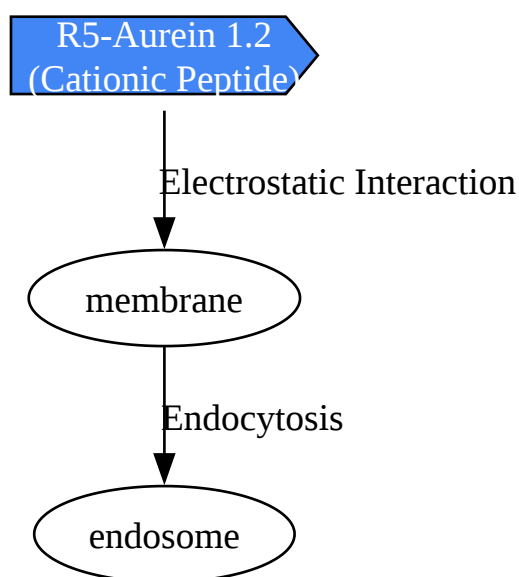 R5-Aurein 1.2
(Cationic Peptide)
Electrostatic Interaction
membrane
Endocytosis
endosome